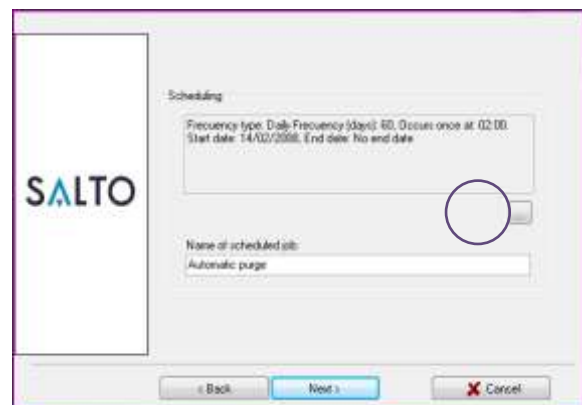 Scheduling
Frecuency type: Daily Frecuency (days): 60, Occurs once at: 02:00.
Start date: 14/02/2008, End date: No end date
SALTO
...
Name of scheduled job:
Automatic purge
< Back
Next >
Cancel